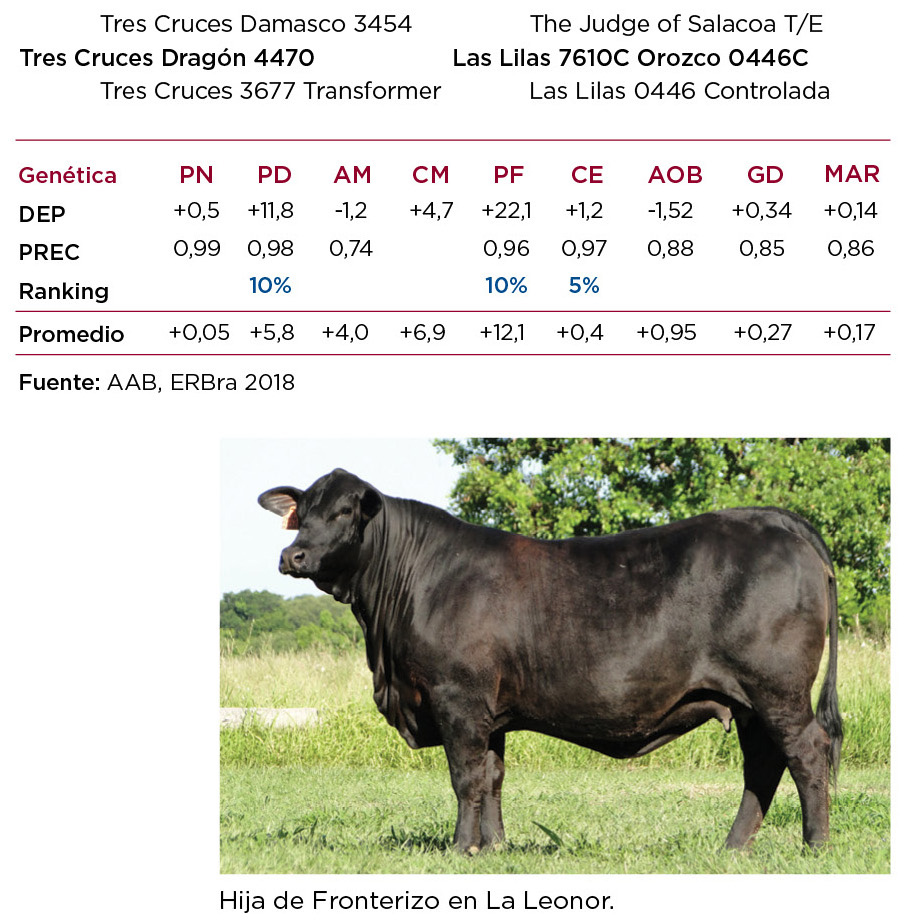 Tres Cruces Damasco 3454 The Judge of Salacoa T/E
Tres Cruces Dragón 4470 Las Lilas 7610C Orozco 0446C
Tres Cruces 3677 Transformer Las Lilas 0446 Controlada
Genética PN PD AM CM PF CE AOB GD MAR
DEP +0,5 +11,8 -1,2 +4,7 +22,1 +1,2 -1,52 +0,34 +0,14
PREC 0,99 0,98 0,74 0,96 0,97 0,88 0,85 0,86
Ranking 10% 10% 5%
Promedio +0,05 +5,8 +4,0 +6,9 +12,1 +0,4 +0,95 +0,27 +0,17
Fuente: AAB, ERBra 2018
Hija de Fronterizo en La Leonor.